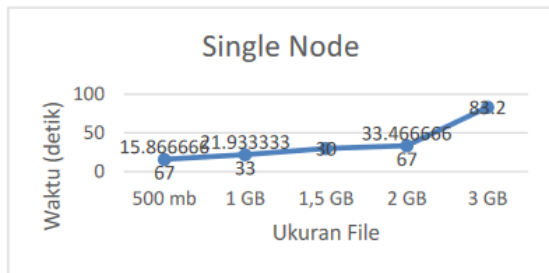 Single Node
Waktu (detik)
100
50
0
15.866666
67
21.933333
33
30
33.466666
67
83.2
500 mb
1 GB
1,5 GB
2 GB
3 GB
Ukuran File